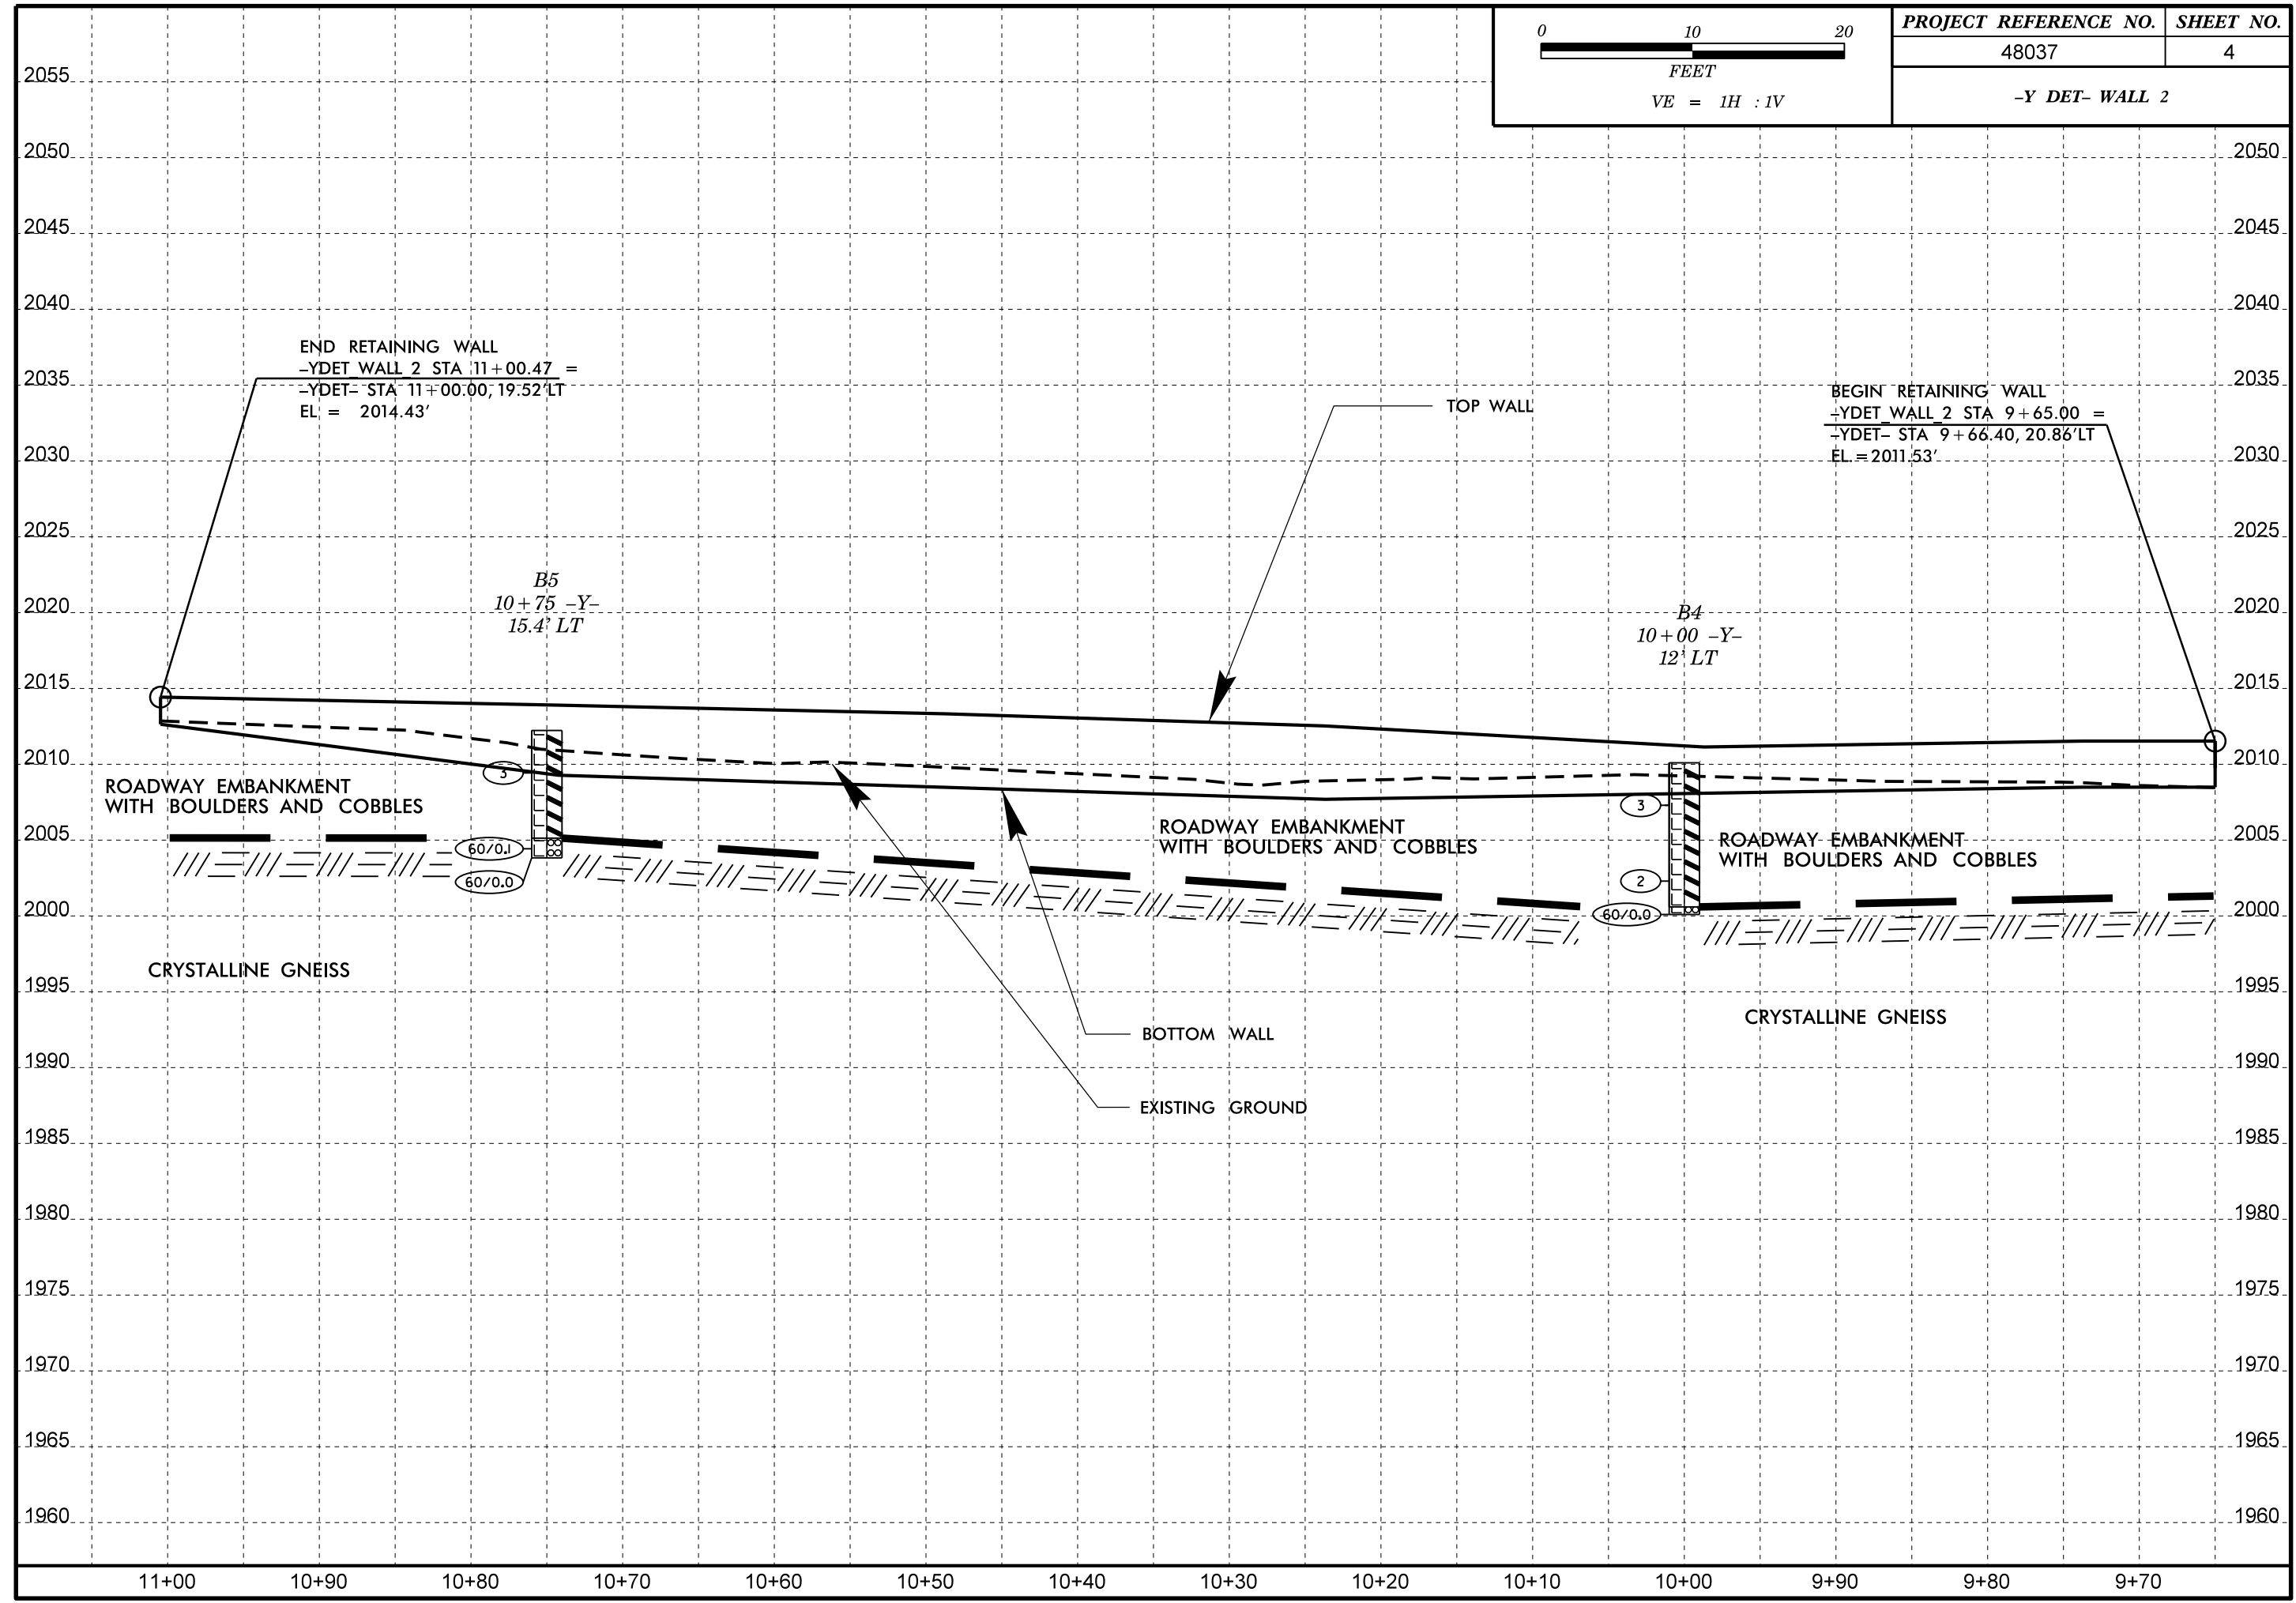 0 10 20
FEET
VE = 1H : 1V
PROJECT REFERENCE NO. SHEET NO.
48037 4
-Y DET- WALL 2
2055
2050 2050
2045 2045
2040 2040
END RETAINING WALL
-YDET_WALL_2 STA 11+00.47 =
-YDET- STA 11+00.00, 19.52'LT
EL = 2014.43'
2035 2035
BEGIN RETAINING WALL
-YDET_WALL_2 STA 9+65.00 =
-YDET- STA 9+66.40, 20.86'LT
EL =2011.53'
TOP WALL
2030 2030
2025 2025
B5
10+75 -Y-
15.4' LT
2020 2020
B4
10+00 -Y-
12' LT
2015 2015
2010 2010
3
ROADWAY EMBANKMENT
WITH BOULDERS AND COBBLES
3
2005 2005
ROADWAY EMBANKMENT
WITH BOULDERS AND COBBLES
ROADWAY EMBANKMENT
WITH BOULDERS AND COBBLES
60/0.1
60/0.0
2
60/0.0
2000 2000
CRYSTALLINE GNEISS
1995 1995
CRYSTALLINE GNEISS
BOTTOM WALL
1990 1990
EXISTING GROUND
1985 1985
1980 1980
1975 1975
1970 1970
1965 1965
1960 1960
11+00 10+90 10+80 10+70 10+60 10+50 10+40 10+30 10+20 10+10 10+00 9+90 9+80 9+70